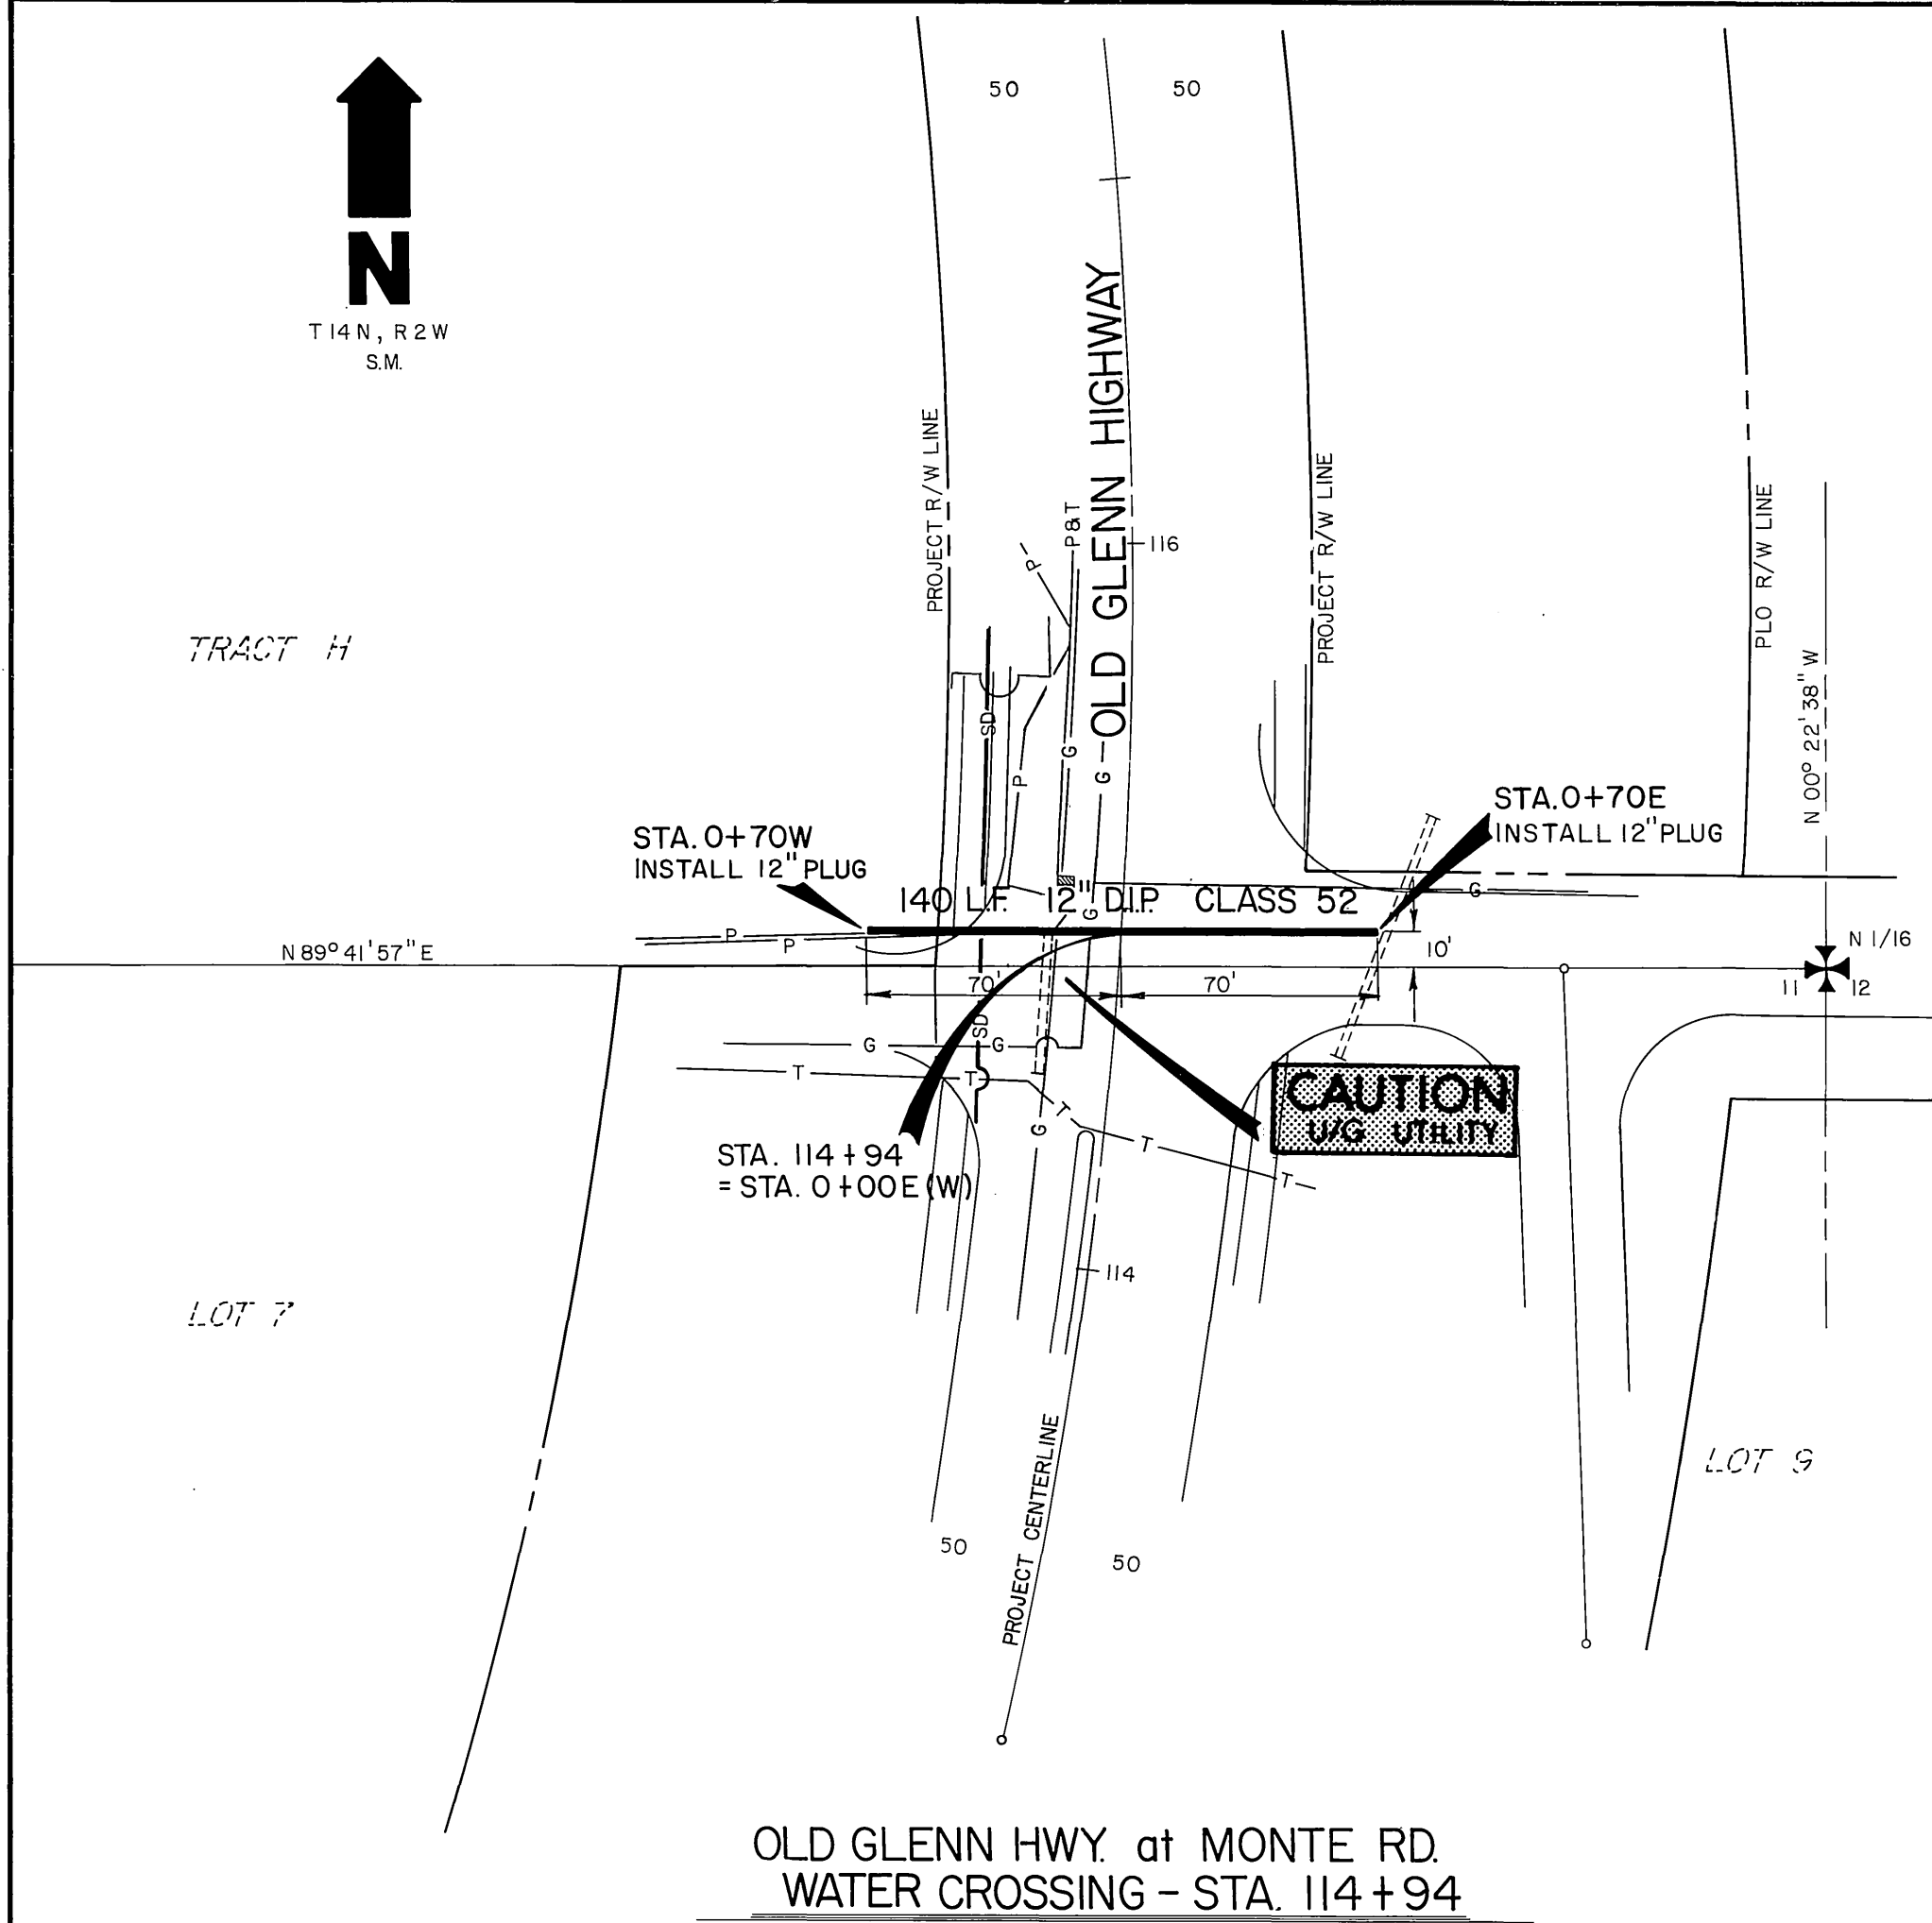 50
50
N
T 14 N, R 2 W
S.M.
OLD GLENN HIGHWAY
PROJECT R/W LINE
PROJECT R/W LINE
PLO R/W LINE
P&T
P
116
TRACT H
N 00° 22' 38" W
SD
P
G
G
STA. 0+70W
INSTALL 12" PLUG
STA. 0+70E
INSTALL 12" PLUG
140 L.F. 12" D.I.P. CLASS 52
G
G
P
P
N 89° 41' 57" E
10'
N 1/16
11
12
70'
70'
SD
G
G
T
T
T
T
T
G
CAUTION
U/G UTILITY
STA. 114+94
= STA. 0+00E (W)
114
LOT 7
LOT 9
PROJECT CENTERLINE
50
50
OLD GLENN HWY. at MONTE RD.
WATER CROSSING – STA. 114+94